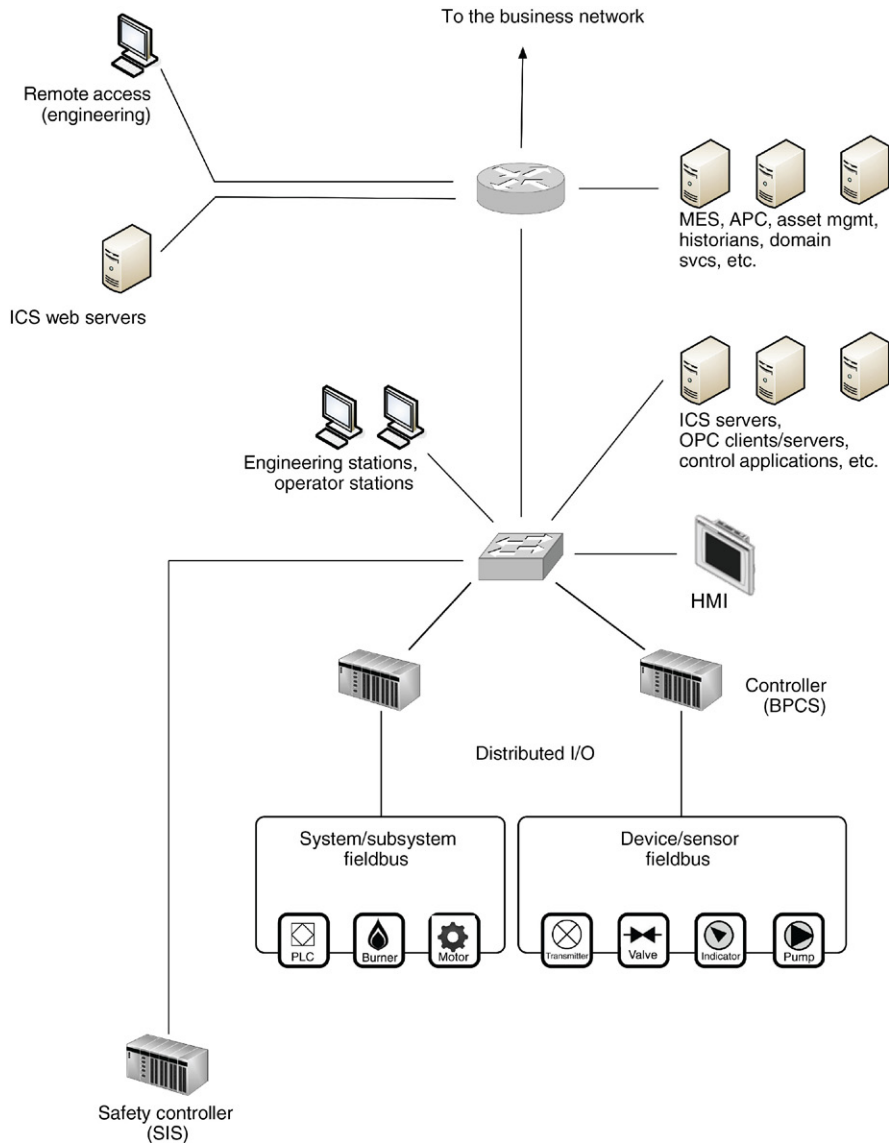 To the business network
Remote access
(engineering)
MES, APC, asset mgmt,
historians, domain
svcs, etc.
ICS web servers
ICS servers,
OPC clients/servers,
control applications, etc.
Engineering stations,
operator stations
HMI
Controller
(BPCS)
Distributed I/O
System/subsystem
fieldbus
Device/sensor
fieldbus
PLC
Burner
Motor
Transmitter
Valve
Indicator
Pump
Safety controller
(SIS)